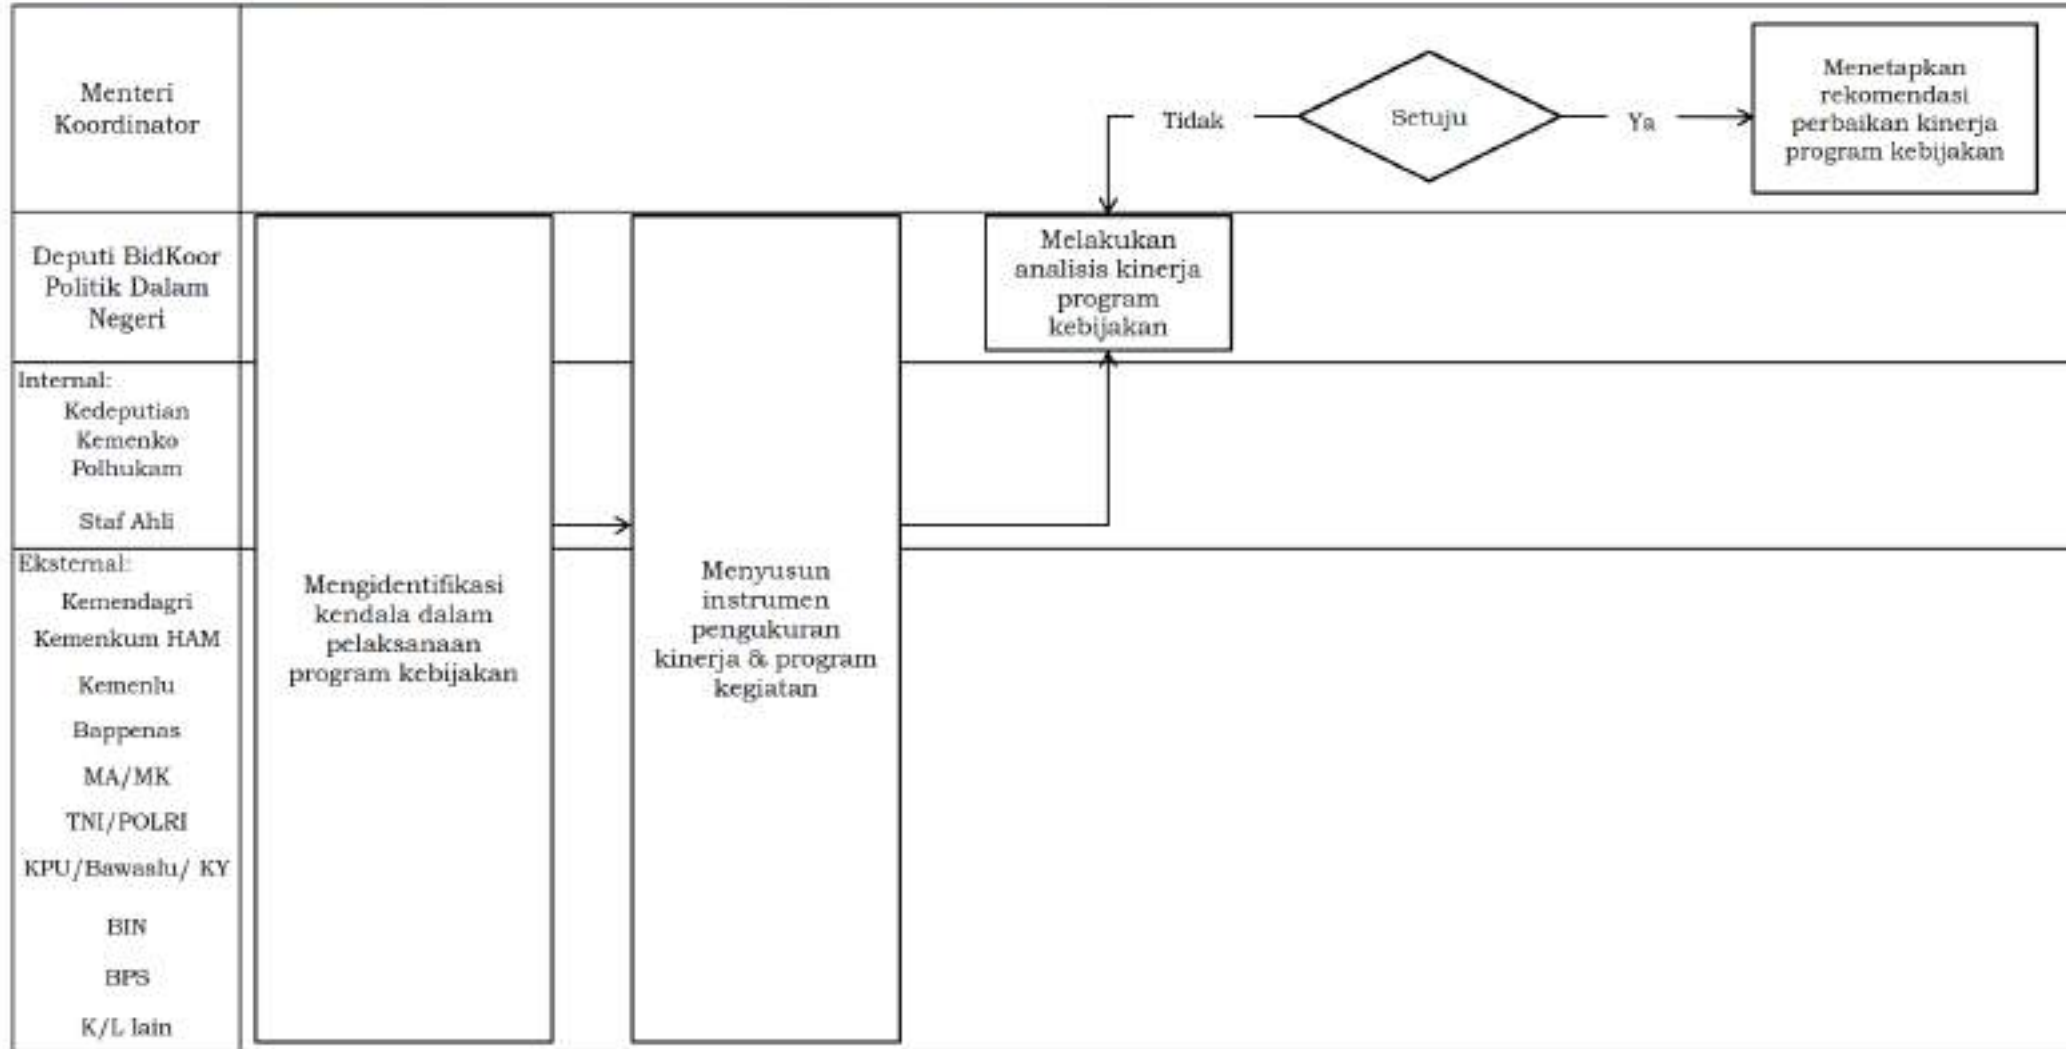 Menteri
Koordinator
Tidak
Setuju
Ya
Menetapkan
rekomendasi
perbaikan kinerja
program kebijakan
Deputi BidKoor
Politik Dalam
Negeri
Melakukan
analisis kinerja
program
kebijakan
Internal:
Kedeputian
Kemenko
Polhukam
Staf Ahli
Eksternal:
Kemendagri
Kemenkum HAM
Kemenlu
Bappenas
MA/MK
TNI/POLRI
KPU/Bawaslu/ KY
BIN
BPS
K/L lain
Mengidentifikasi
kendala dalam
pelaksanaan
program kebijakan
Menyusun
instrumen
pengukuran
kinerja & program
kegiatan